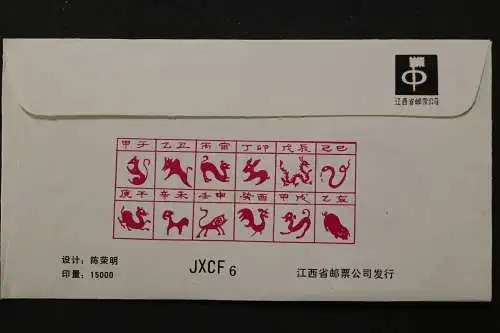 江西省邮票公司
甲子 乙丑 丙寅 丁卯 戊辰 己巳
庚午 辛未 壬申 癸酉 甲戌 乙亥
设计：陈荣明
印量：15000
JXCF 6
江西省邮票公司发行